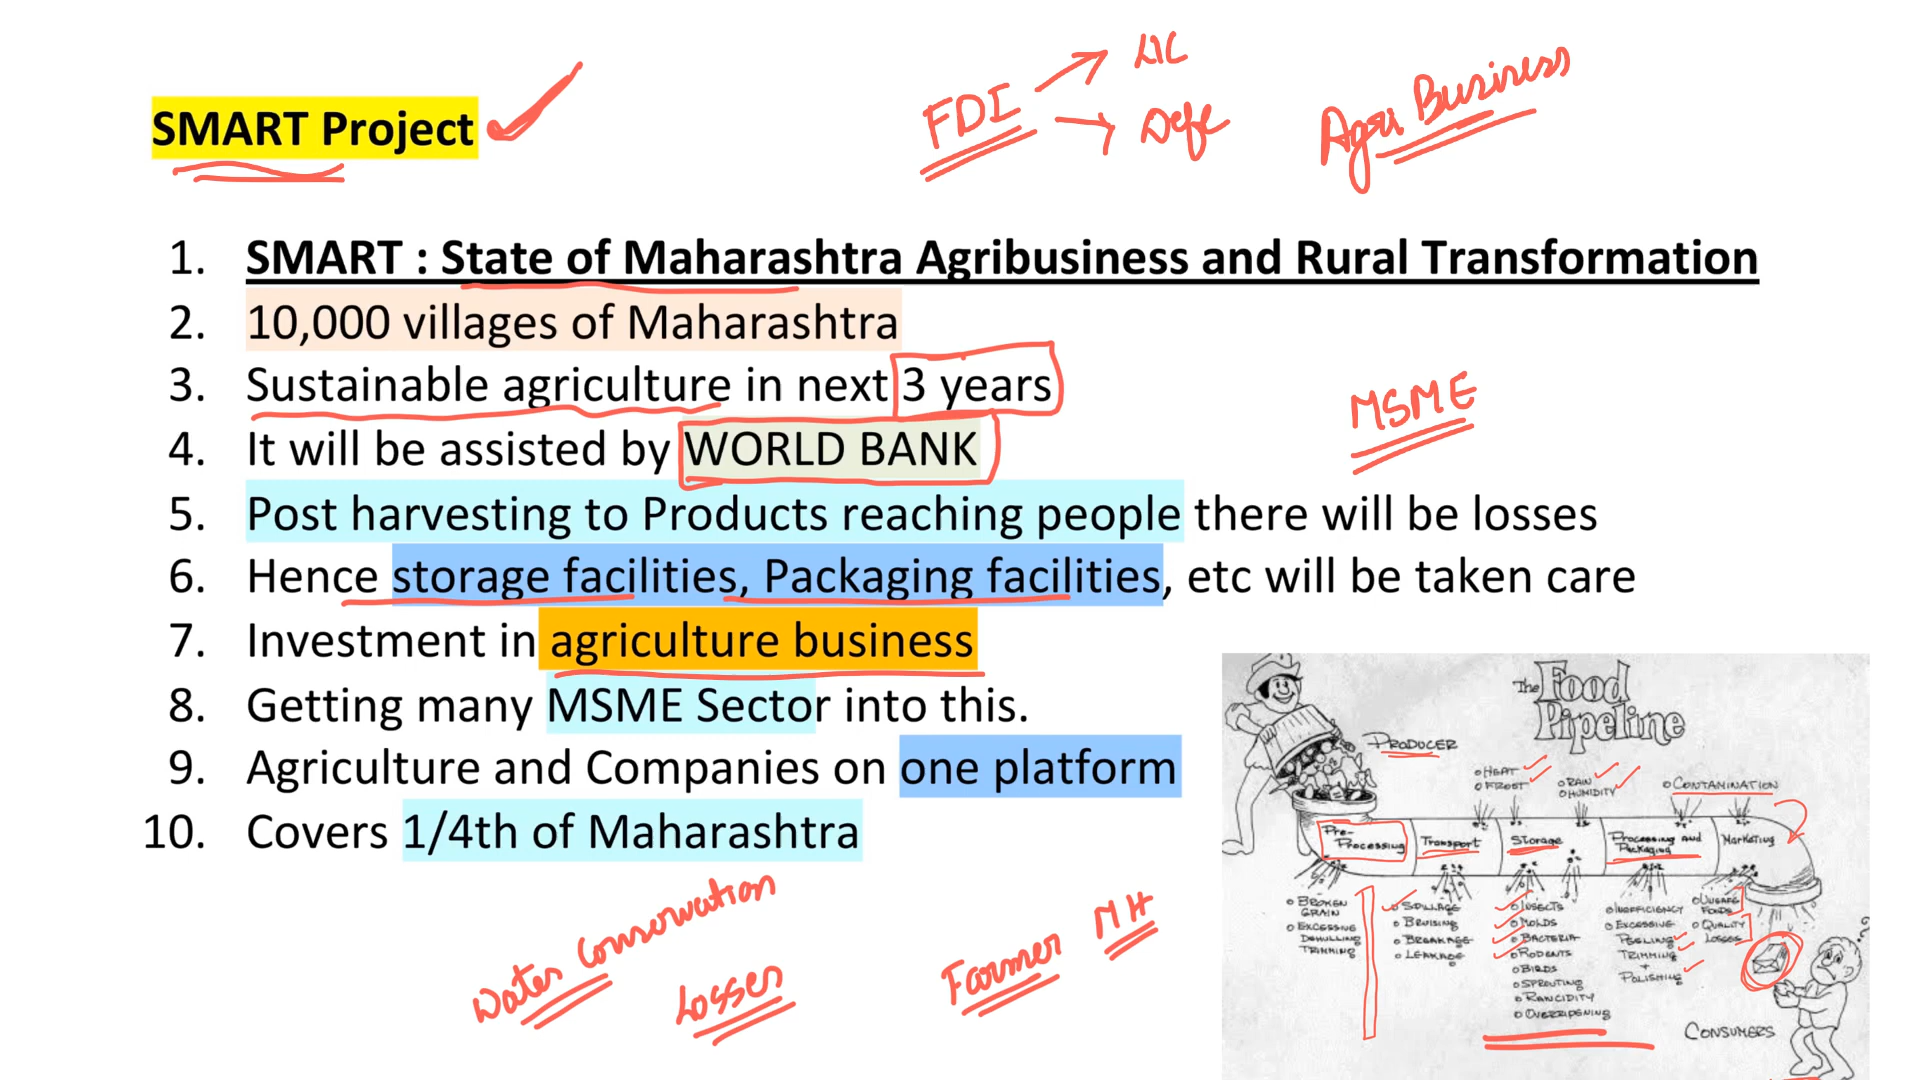 SMART Project
FDI
LIC
Defe
Agri Business
1. SMART : State of Maharashtra Agribusiness and Rural Transformation
2. 10,000 villages of Maharashtra
3. Sustainable agriculture in next 3 years
4. It will be assisted by WORLD BANK
MSME
5. Post harvesting to Products reaching people there will be losses
6. Hence storage facilities, Packaging facilities, etc will be taken care
7. Investment in agriculture business
8. Getting many MSME Sector into this.
9. Agriculture and Companies on one platform
10. Covers 1/4th of Maharashtra
Water Conservation
Losses
Farmer MH
The Food
Pipeline
PRODUCER
HEAT
FROST
RAIN
HUMIDITY
CONTAMINATION
Pre-
Processing
Transport
Storage
Processing and
Packaging
Marketing
BROKEN
GRAIN
EXCESSIVE
DEHULLING
TRIMMING
SPILLAGE
BRUISING
BREAKAGE
LEAKAGE
INSECTS
MOLDS
BACTERIA
RODENTS
BIRDS
SPROUTING
RANCIDITY
OVERRIPENING
INEFFICIENCY
EXCESSIVE
PEELING
TRIMMING
+
POLISHING
UNSAFE
FOODS
QUALITY
LOSSES
CONSUMERS